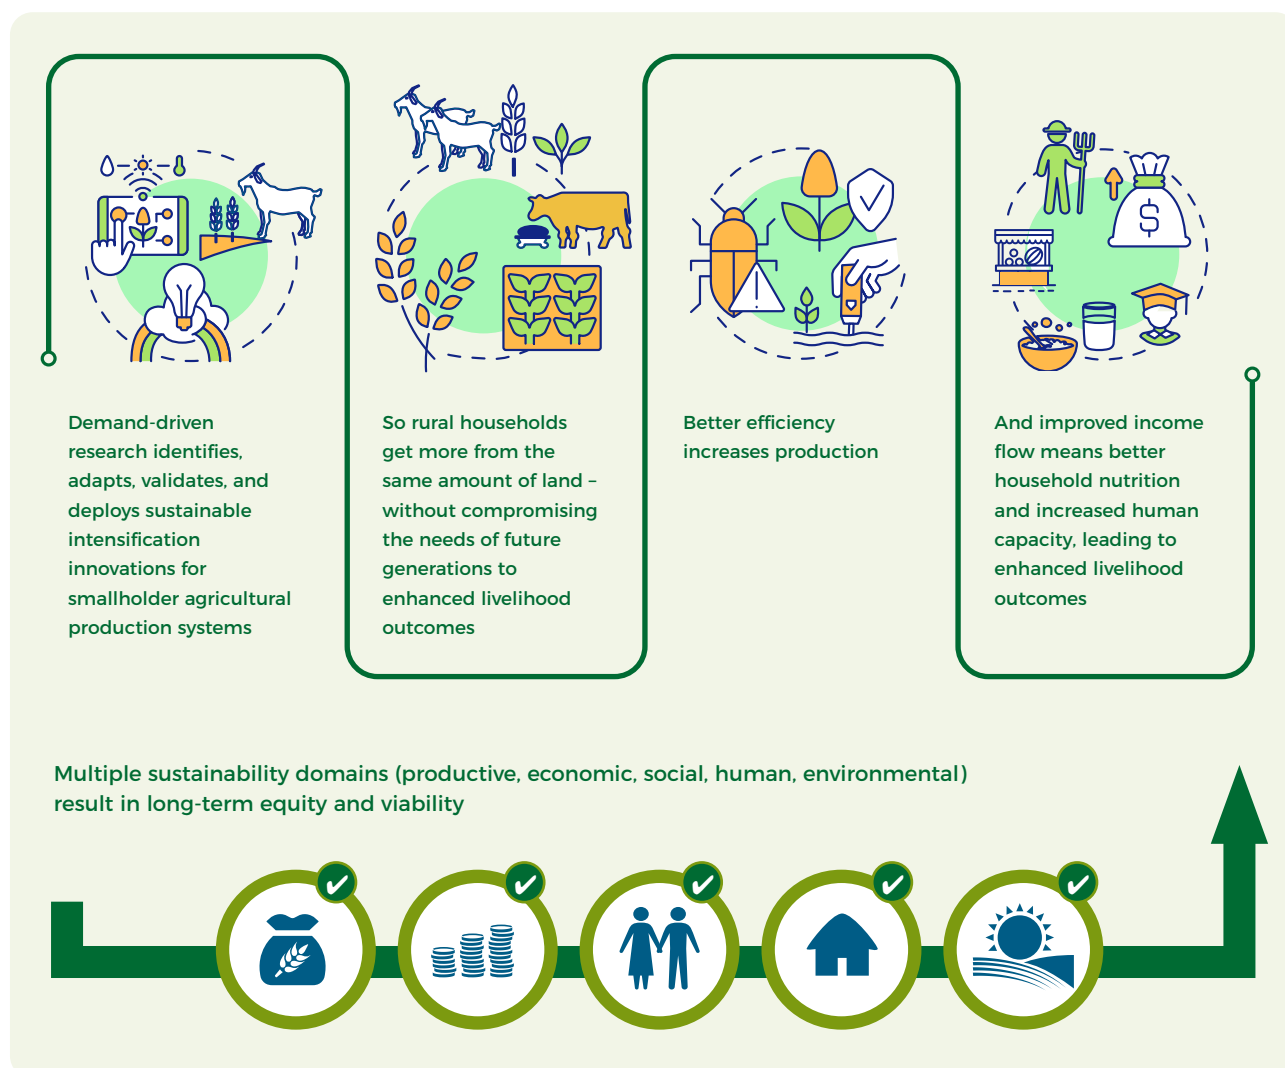 Demand-driven
research identifies,
adapts, validates, and
deploys sustainable
intensification
innovations for
smallholder agricultural
production systems
So rural households
get more from the
same amount of land –
without compromising
the needs of future
generations to
enhanced livelihood
outcomes
Better efficiency
increases production
And improved income
flow means better
household nutrition
and increased human
capacity, leading to
enhanced livelihood
outcomes
Multiple sustainability domains (productive, economic, social, human, environmental)
result in long-term equity and viability